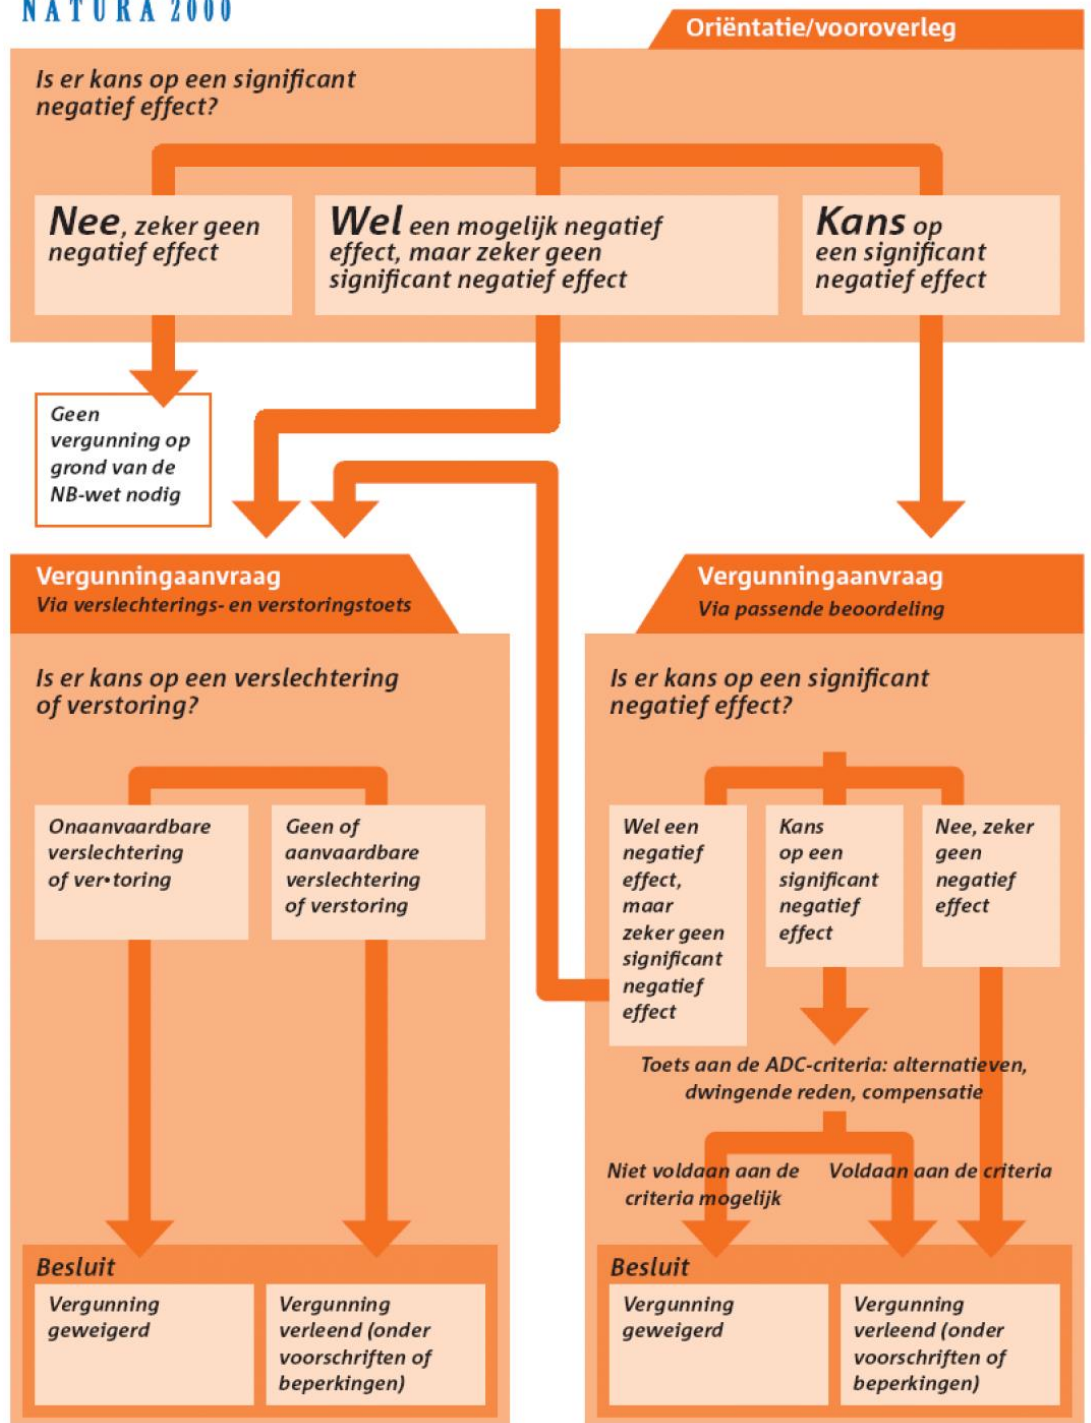 NATURA 2000
Oriëntatie/vooroverleg
Is er kans op een significant
negatief effect?
Nee, zeker geen
negatief effect
Wel een mogelijk negatief
effect, maar zeker geen
significant negatief effect
Kans op
een significant
negatief effect
Geen
vergunning op
grond van de
NB-wet nodig
Vergunningaanvraag
Via verslechterings- en verstoringstoets
Is er kans op een verslechtering
of verstoring?
Onaanvaardbare
verslechtering
of ver•toring
Geen of
aanvaardbare
verslechtering
of verstoring
Besluit
Vergunning
geweigerd
Vergunning
verleend (onder
voorschriften of
beperkingen)
Vergunningaanvraag
Via passende beoordeling
Is er kans op een significant
negatief effect?
Wel een
negatief
effect,
maar
zeker geen
significant
negatief
effect
Kans
op een
significant
negatief
effect
Nee, zeker
geen
negatief
effect
Toets aan de ADC-criteria: alternatieven,
dwingende reden, compensatie
Niet voldaan aan de
criteria mogelijk
Voldaan aan de criteria
Besluit
Vergunning
geweigerd
Vergunning
verleend (onder
voorschriften of
beperkingen)